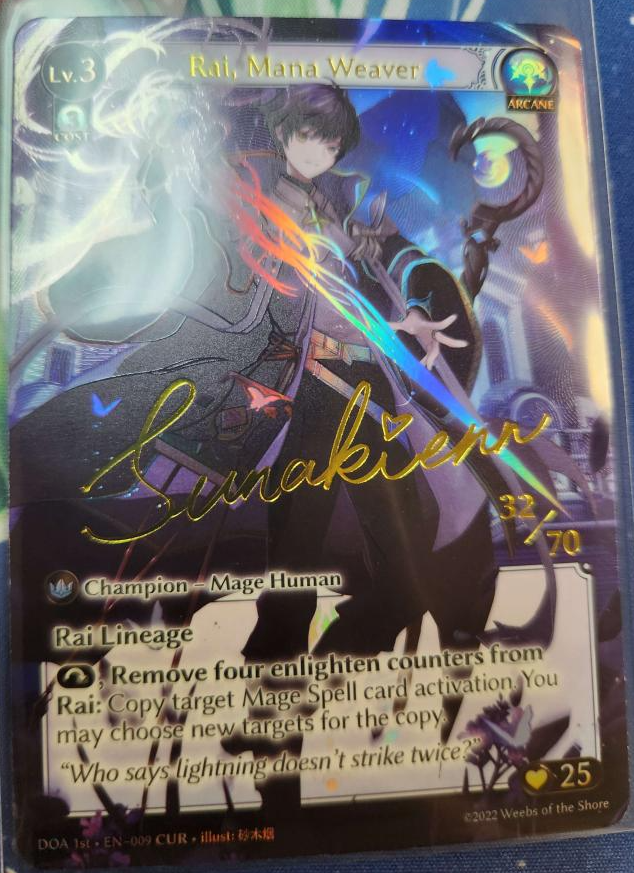 Lv.3
Rai, Mana Weaver
ARCANE
COST
Sunakienn
32/70
Champion – Mage Human
Rai Lineage
, Remove four enlighten counters from
Rai: Copy target Mage Spell card activation. You
may choose new targets for the copy.
“Who says lightning doesn’t strike twice?”
25
©2022 Weebs of the Shore
DOA 1st • EN-009 CUR • illust: 砂木烟